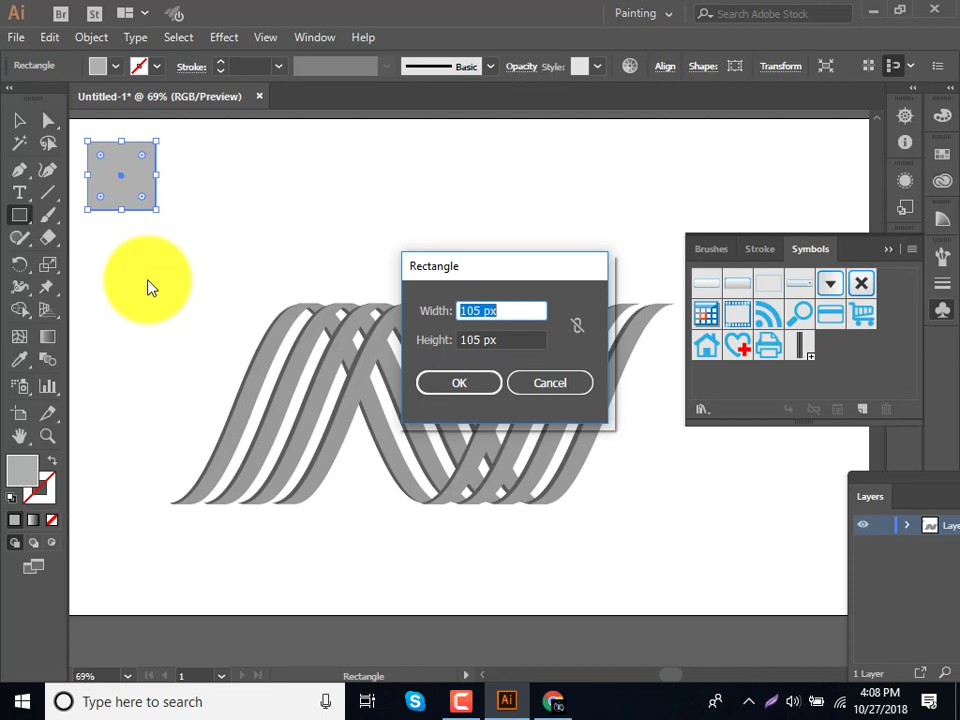 Ai Br St Painting Search Adobe Stock
File Edit Object Type Select Effect View Window Help
Rectangle Stroke: Basic Opacity Style: Align Shape: Transform
Untitled-1* @ 69% (RGB/Preview) ×
Brushes Stroke Symbols
Rectangle
Width: 105 px
Height: 105 px
OK Cancel
Layers
Laye
69% 1 Rectangle
1 Layer
Type here to search
Ai
4:08 PM
10/27/2018